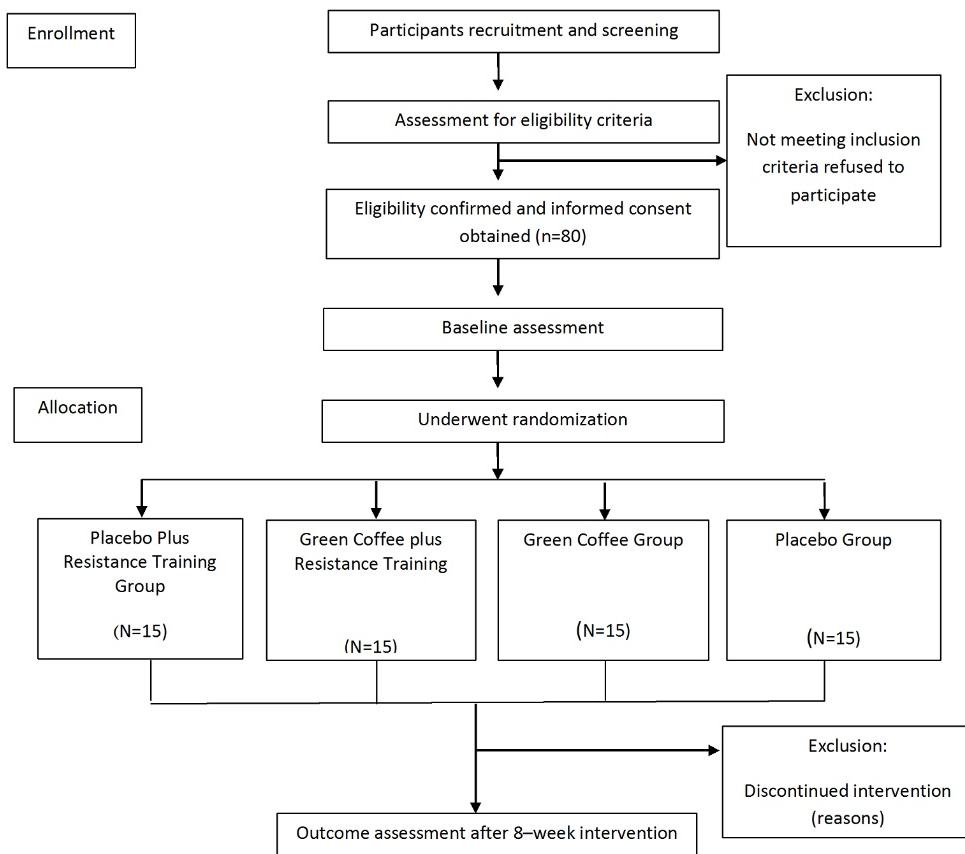 Enrollment
Participants recruitment and screening
Assessment for eligibility criteria
Exclusion:
Not meeting inclusion
criteria refused to
participate
Eligibility confirmed and informed consent
obtained (n=80)
Baseline assessment
Allocation
Underwent randomization
Placebo Plus
Resistance Training
Group
(N=15)
Green Coffee plus
Resistance Training
(N=15)
Green Coffee Group
(N=15)
Placebo Group
(N=15)
Exclusion:
Discontinued intervention
(reasons)
Outcome assessment after 8–week intervention